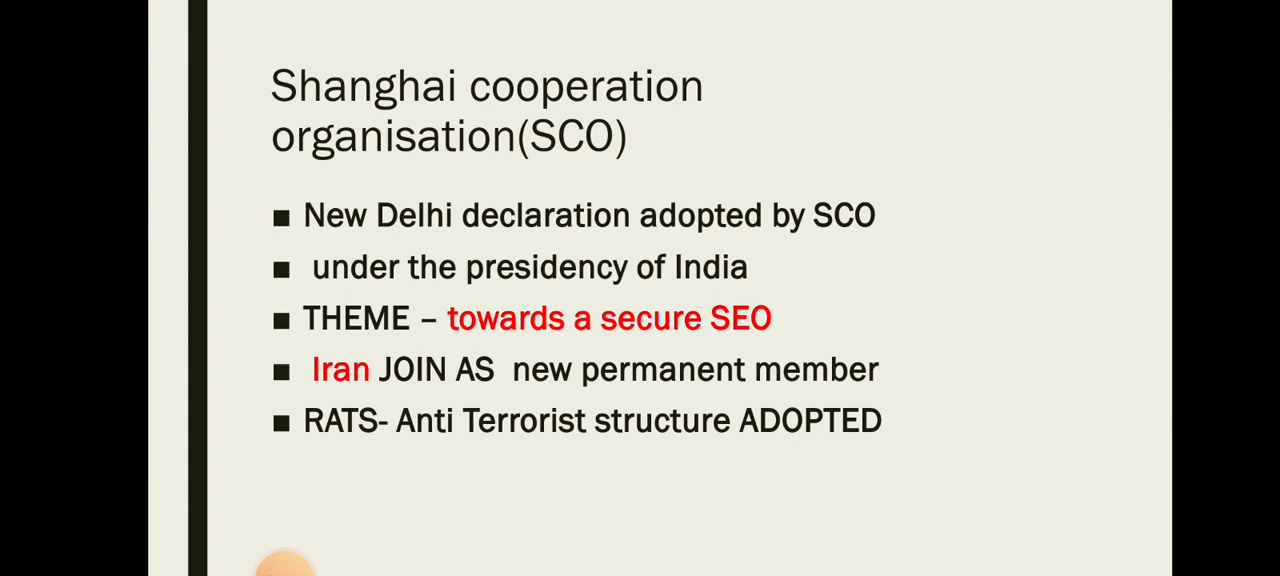 Shanghai cooperation
organisation(SCO)
■ New Delhi declaration adopted by SCO
■ under the presidency of India
■ THEME – towards a secure SEO
■ Iran JOIN AS new permanent member
■ RATS- Anti Terrorist structure ADOPTED